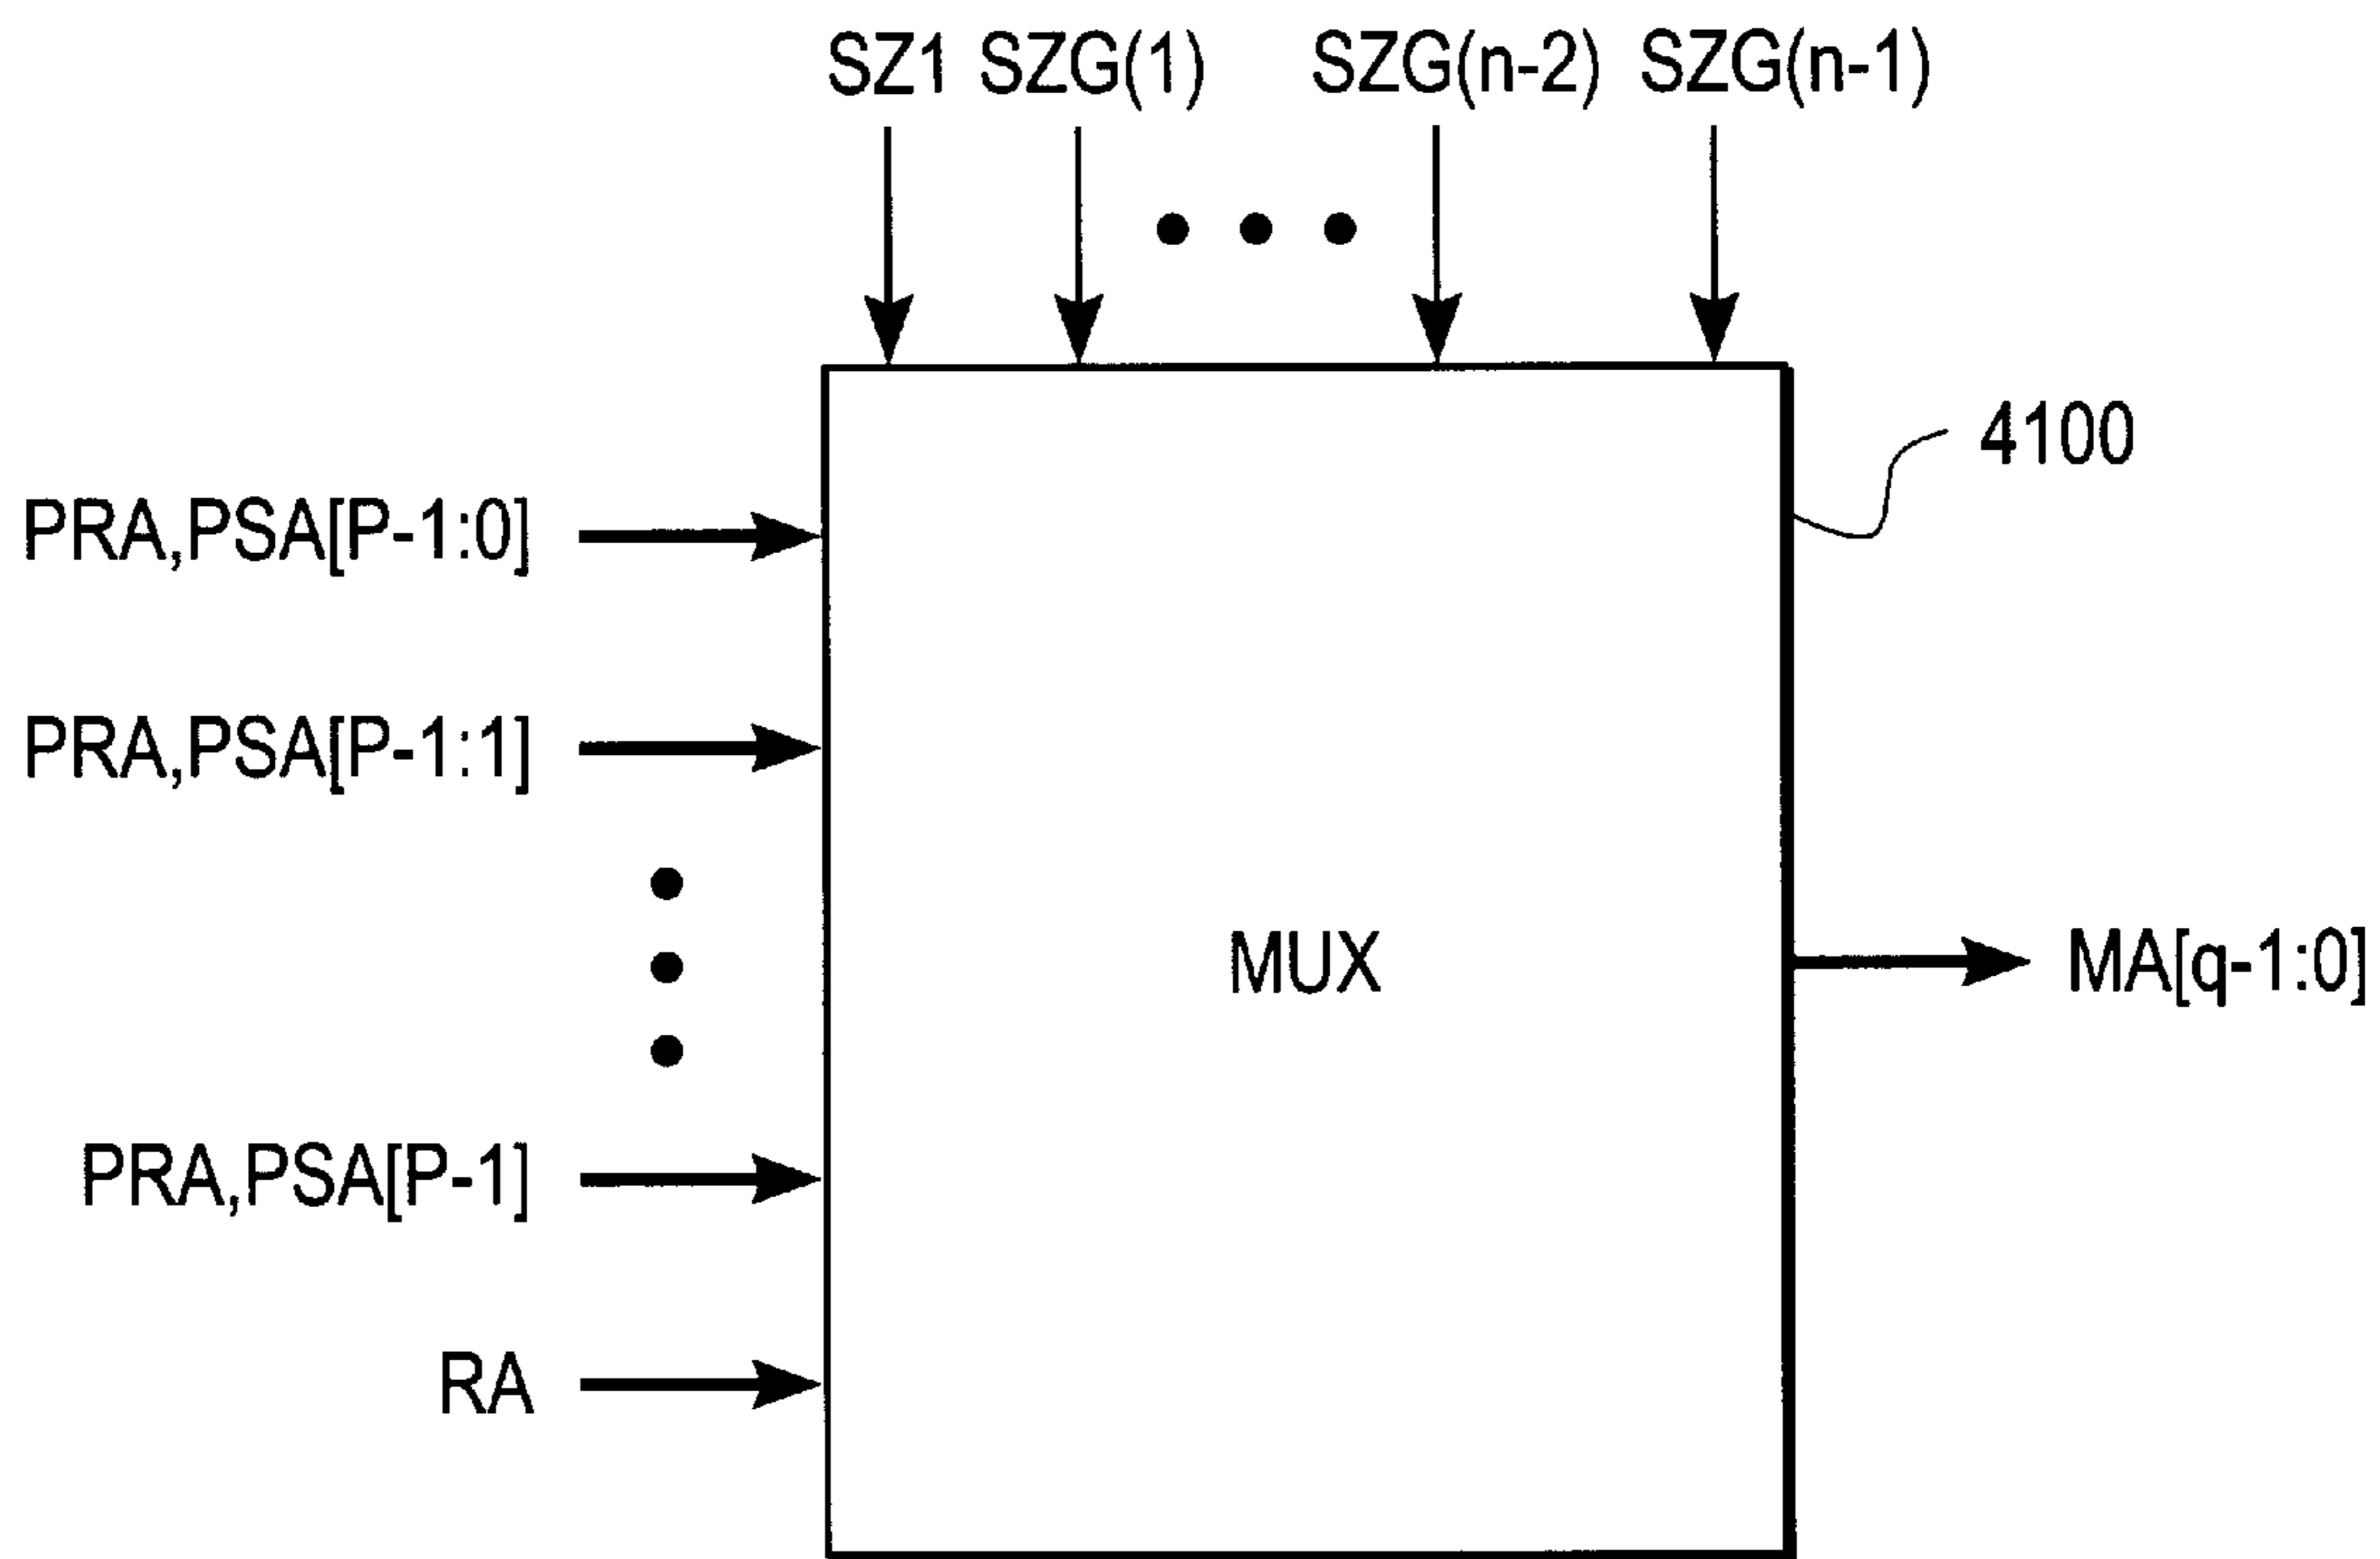 SZ1 SZG(1) SZG(n-2) SZG(n-1)
4100
PRA,PSA[P-1:0]
PRA,PSA[P-1:1]
MUX
MA[q-1:0]
PRA,PSA[P-1]
RA